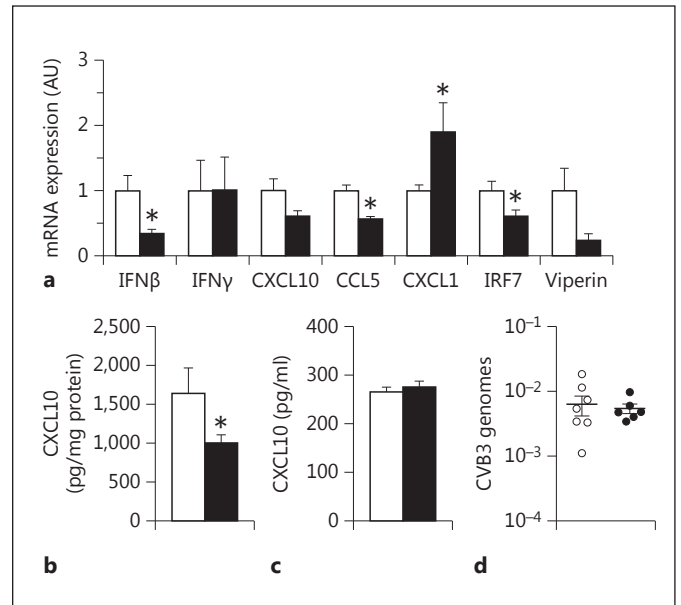 mRNA expression (AU)
3
2
1
0
* * * *
a
IFNβ IFNγ CXCL10 CCL5 CXCL1 IRF7 Viperin
CXCL10
(pg/mg protein)
2,500
2,000
1,500
1,000
500
0
*
b
CXCL10 (pg/ml)
400
300
200
100
0
c
CVB3 genomes
10⁻¹
10⁻²
10⁻³
10⁻⁴
d